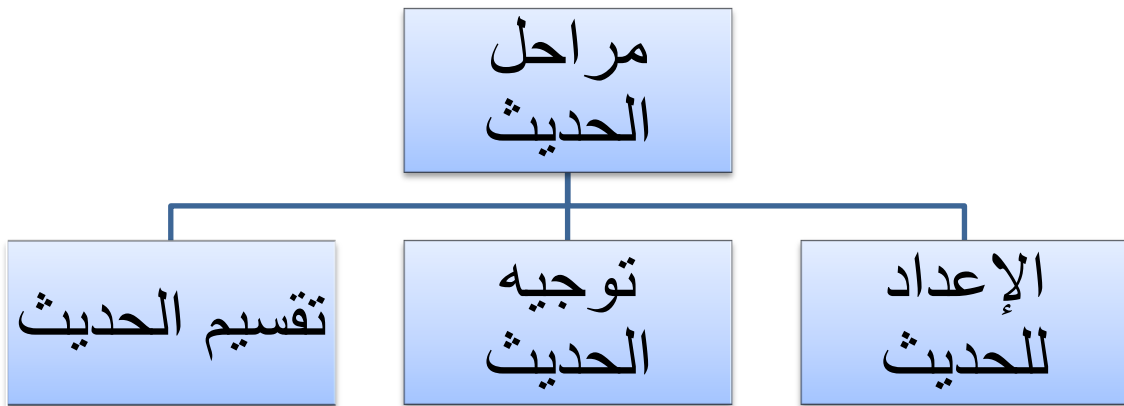 مراحل
الحديث
الإعداد
للحديث
توجيه
الحديث
تقسيم الحديث